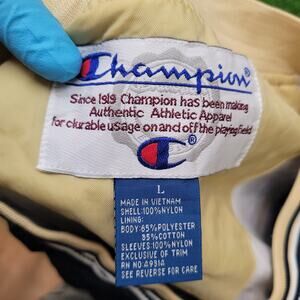 Champion
Since 1919 Champion has been making
Authentic Athletic Apparel
for durable usage on and off the playing field
C
L
MADE IN VIETNAM
SHELL:100%NYLON
LINING:
BODY:65%POLYESTER
35%COTTON
SLEEVES:100%NYLON
EXCLUSIVE OF TRIM
RN NO A931A
SEE REVERSE FOR CARE